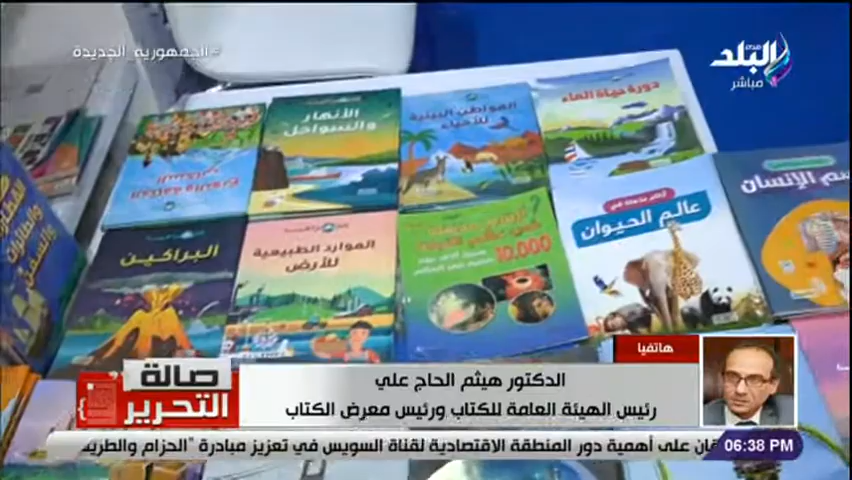 #الجمهورية_الجديدة
صدى
البلد
مباشر
الأنهار
والسواحل
المواطن البيئية
للأحياء
دورة حياة الماء
البراكين
الموارد الطبيعية
للأرض
10,000
عالم الحيوان
الإنسان
هاتفيا
صالة
التحرير
الدكتور هيثم الحاج علي
رئيس الهيئة العامة للكتاب ورئيس معرض الكتاب
على أهمية دور المنطقة الاقتصادية لقناة السويس في تعزيز مبادرة "الحزام والطريق
06:38 PM